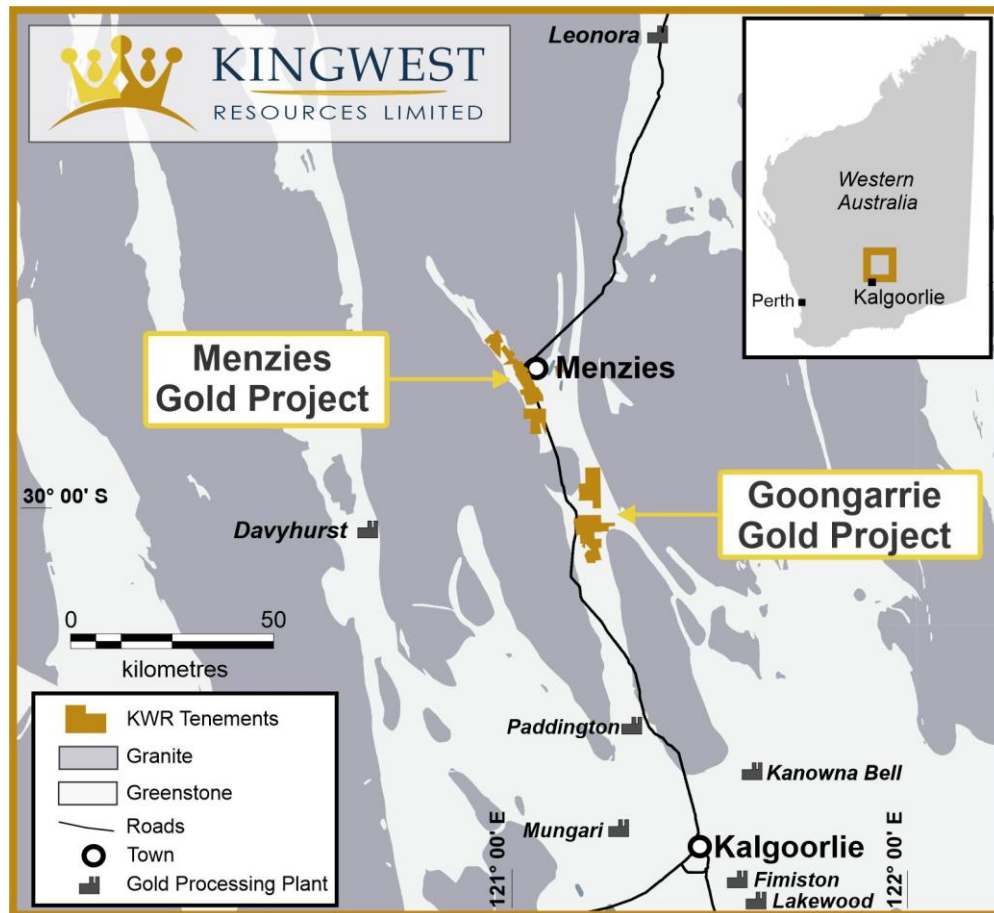 KINGWEST
RESOURCES LIMITED
Leonora
Western
Australia
Perth
Kalgoorlie
Menzies
Gold Project
Menzies
30° 00' S
Davyhurst
Goongarrie
Gold Project
0 50
kilometres
KWR Tenements
Granite
Greenstone
Roads
Town
Gold Processing Plant
Paddington
Kanowna Bell
Mungari
Kalgoorlie
Fimiston
Lakewood
121° 00' E
122° 00' E